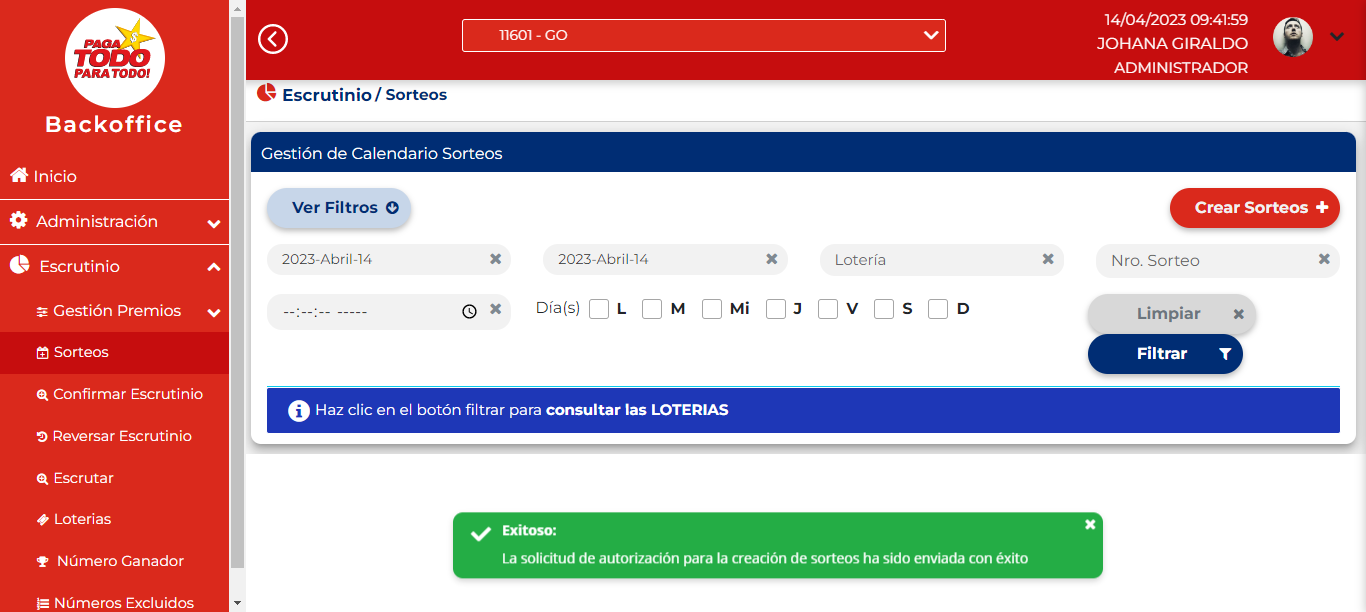 PAGA
TODO
PARA TODO!
Backoffice
Inicio
Administración
Escrutinio
Gestión Premios
Sorteos
Confirmar Escrutinio
Reversar Escrutinio
Escrutar
Loterias
Número Ganador
Números Excluidos
11601 - GO
14/04/2023 09:41:59
JOHANA GIRALDO
ADMINISTRADOR
Escrutinio / Sorteos
Gestión de Calendario Sorteos
Ver Filtros
Crear Sorteos +
2023-Abril-14
2023-Abril-14
Lotería
Nro. Sorteo
--:--:-- -----
Día(s) L M Mi J V S D
Limpiar
Filtrar
Haz clic en el botón filtrar para consultar las LOTERIAS
Exitoso:
La solicitud de autorización para la creación de sorteos ha sido enviada con éxito